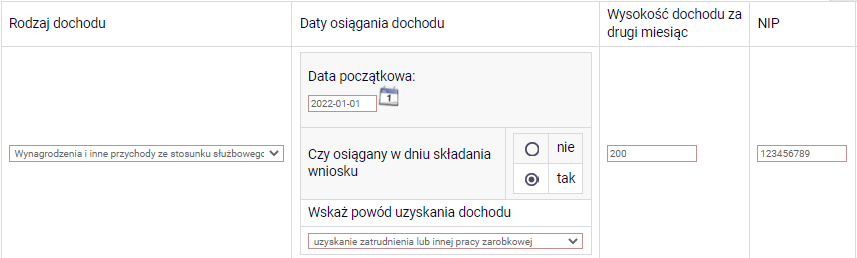 Rodzaj dochodu
Daty osiągania dochodu
Wysokość dochodu za
drugi miesiąc
NIP
Wynagrodzenia i inne przychody ze stosunku służbowego
Data początkowa:
2022-01-01
1
Czy osiągany w dniu składania
wniosku
nie
tak
Wskaż powód uzyskania dochodu
uzyskanie zatrudnienia lub innej pracy zarobkowej
200
123456789